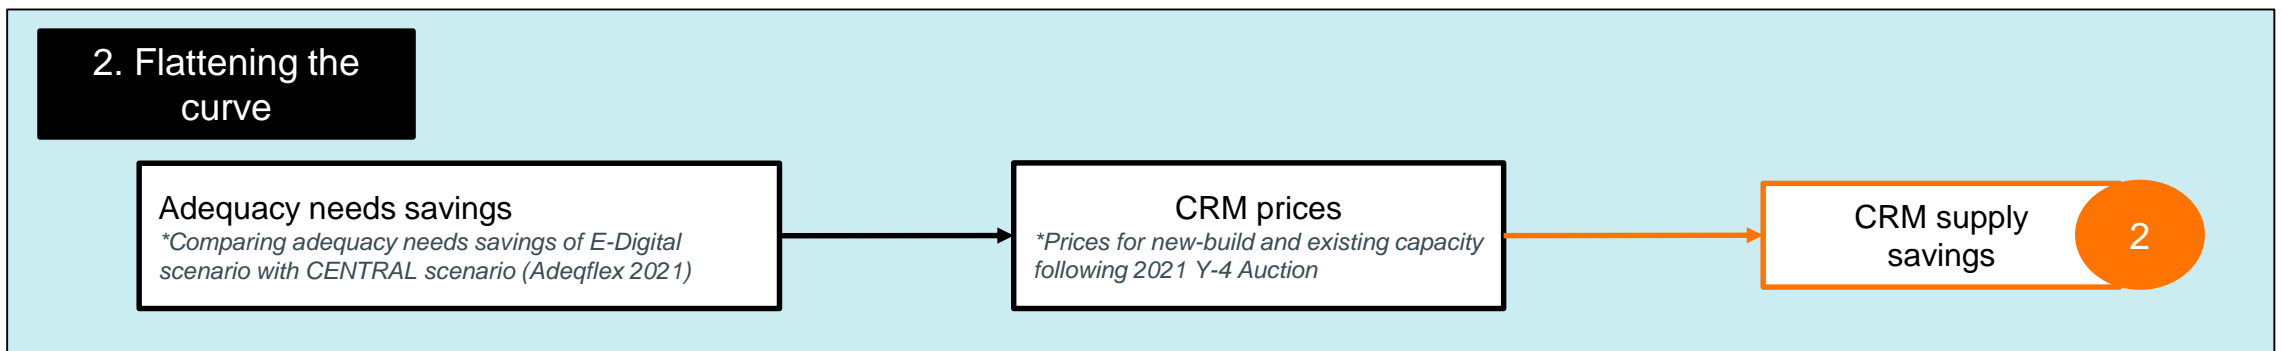 2. Flattening the
curve
Adequacy needs savings
*Comparing adequacy needs savings of E-Digital
scenario with CENTRAL scenario (Adeqflex 2021)
CRM prices
*Prices for new-build and existing capacity
following 2021 Y-4 Auction
CRM supply
savings
2